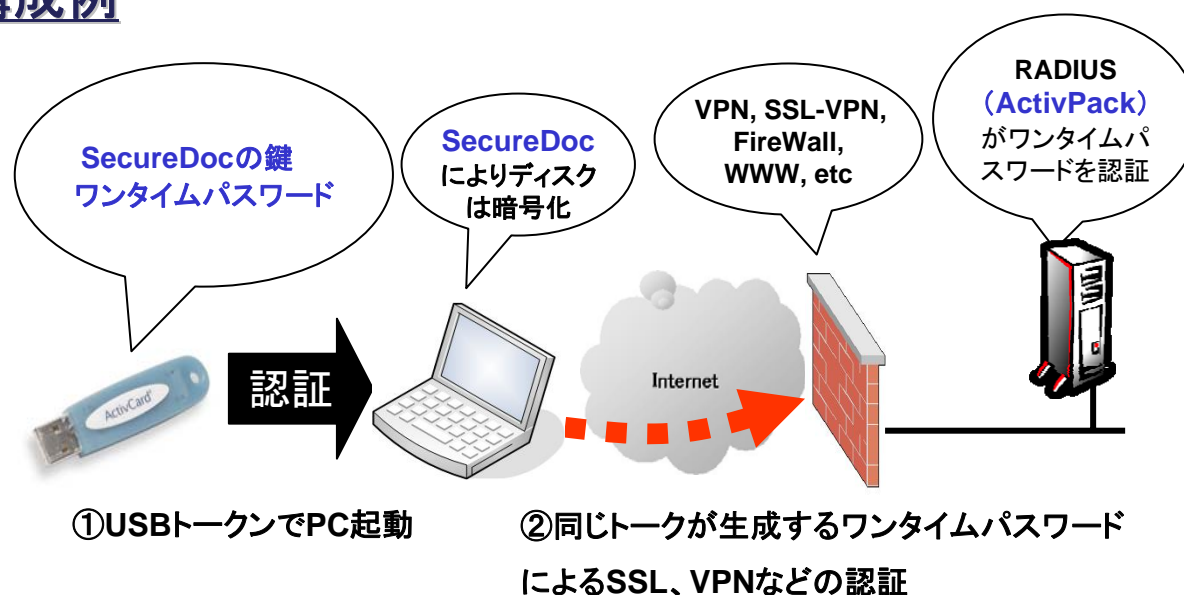 成例
SecureDocの鍵
ワンタイムパスワード
SecureDoc
によりディスク
は暗号化
VPN, SSL-VPN,
FireWall,
WWW, etc
RADIUS
（ActivPack）
がワンタイムパ
スワードを認証
ActivCard
認証
Internet
①USBトークンでPC起動
②同じトークが生成するワンタイムパスワード
によるSSL、VPNなどの認証